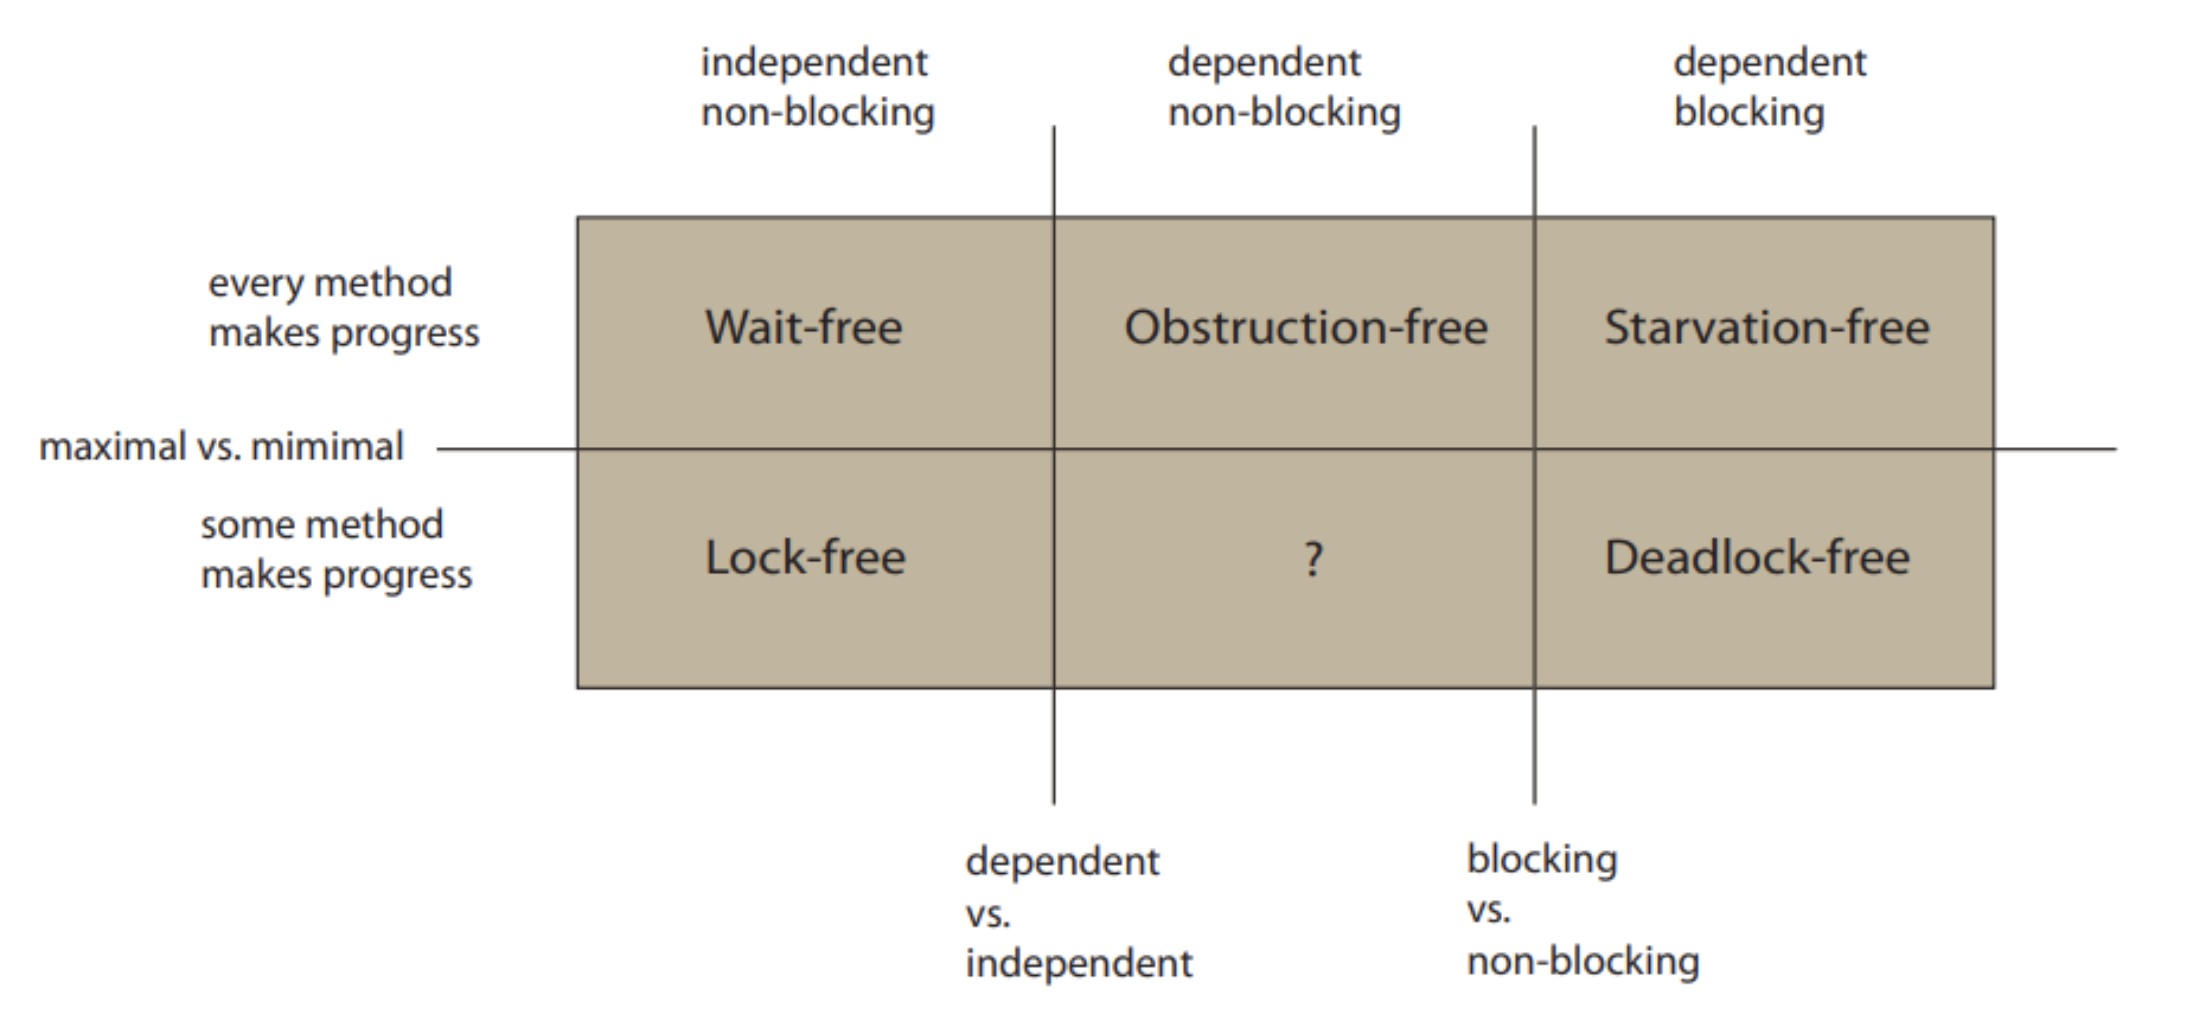 independent
non-blocking
dependent
non-blocking
dependent
blocking
every method
makes progress
Wait-free
Obstruction-free
Starvation-free
maximal vs. mimimal
some method
makes progress
Lock-free
?
Deadlock-free
dependent
vs.
independent
blocking
vs.
non-blocking